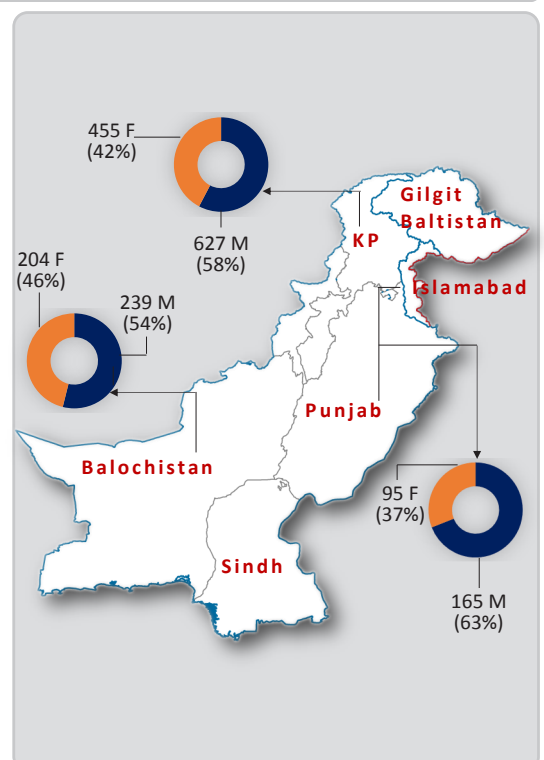 455 F
(42%)
Gilgit
Baltistan
KP
627 M
(58%)
204 F
(46%)
239 M
(54%)
Islamabad
Punjab
Balochistan
95 F
(37%)
Sindh
165 M
(63%)